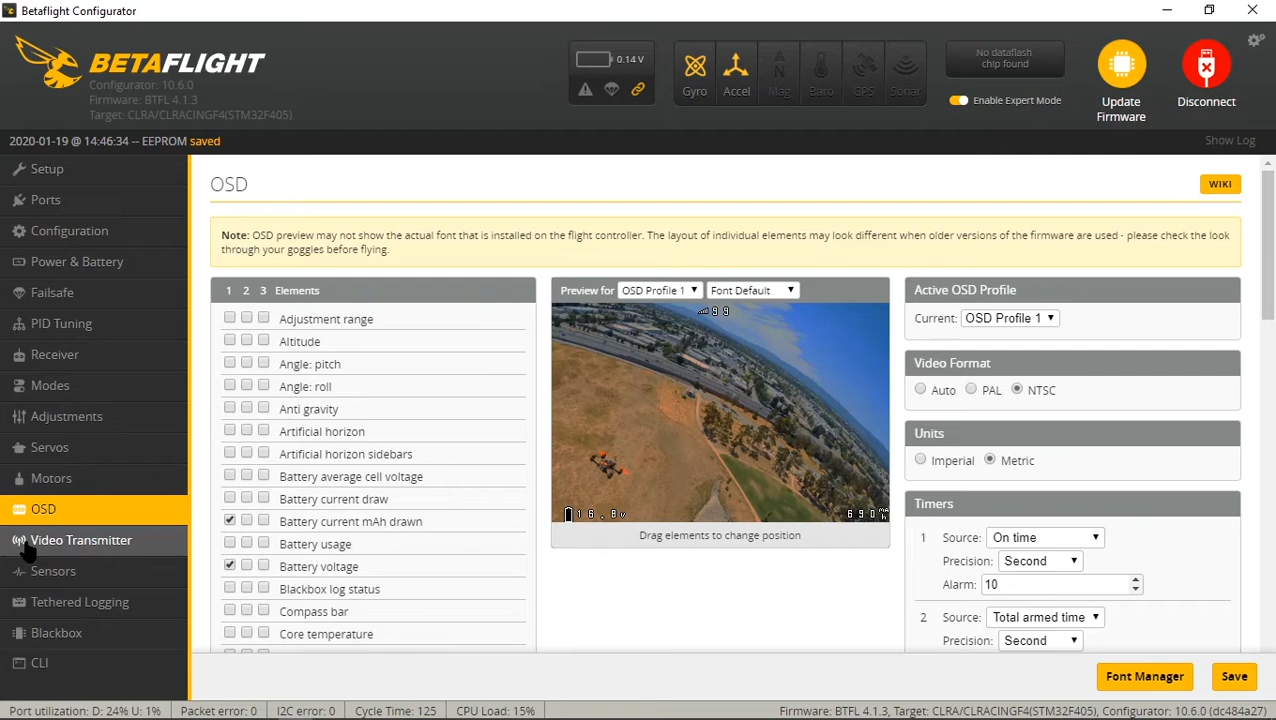 Betaflight Configurator
BETAFLIGHT
Configurator: 10.6.0
Firmware: BTFL 4.1.3
Target: CLRA/CLRACINGF4(STM32F405)
0.14 V
Gyro
Accel
Mag
Baro
GPS
Sonar
No dataflash
chip found
Enable Expert Mode
Update
Firmware
Disconnect
2020-01-19 @ 14:46:34 -- EEPROM saved
Show Log
Setup
Ports
Configuration
Power & Battery
Failsafe
PID Tuning
Receiver
Modes
Adjustments
Servos
Motors
OSD
Video Transmitter
Sensors
Tethered Logging
Blackbox
CLI
OSD
WIKI
Note: OSD preview may not show the actual font that is installed on the flight controller. The layout of individual elements may look different when older versions of the firmware are used - please check the look
through your goggles before flying.
1 2 3 Elements
Adjustment range
Altitude
Angle: pitch
Angle: roll
Anti gravity
Artificial horizon
Artificial horizon sidebars
Battery average cell voltage
Battery current draw
Battery current mAh drawn
Battery usage
Battery voltage
Blackbox log status
Compass bar
Core temperature
Preview for OSD Profile 1 Font Default
99
16.8v
690
Drag elements to change position
Active OSD Profile
Current: OSD Profile 1
Video Format
Auto PAL NTSC
Units
Imperial Metric
Timers
1 Source: On time
Precision: Second
Alarm: 10
2 Source: Total armed time
Precision: Second
Font Manager
Save
Port utilization: D: 24% U: 1%
Packet error: 0
I2C error: 0
Cycle Time: 125
CPU Load: 15%
Firmware: BTFL 4.1.3, Target: CLRA/CLRACINGF4(STM32F405), Configurator: 10.6.0 (dc484a27)